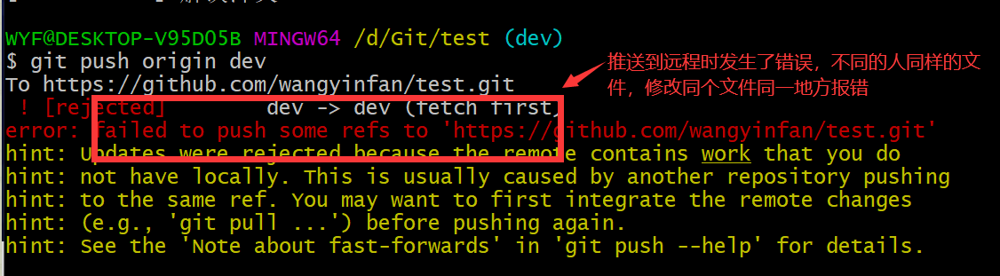 WYF@DESKTOP-V95D05B MINGW64 /d/Git/test (dev)
$ git push origin dev
推送到远程时发生了错误，不同的人同样的文
件，修改同个文件同一地方报错
To https://github.com/wangyinfan/test.git
! [rejected]        dev -> dev (fetch first)
error: failed to push some refs to 'https://github.com/wangyinfan/test.git'
hint: Updates were rejected because the remote contains work that you do
hint: not have locally. This is usually caused by another repository pushing
hint: to the same ref. You may want to first integrate the remote changes
hint: (e.g., 'git pull ...') before pushing again.
hint: See the 'Note about fast-forwards' in 'git push --help' for details.